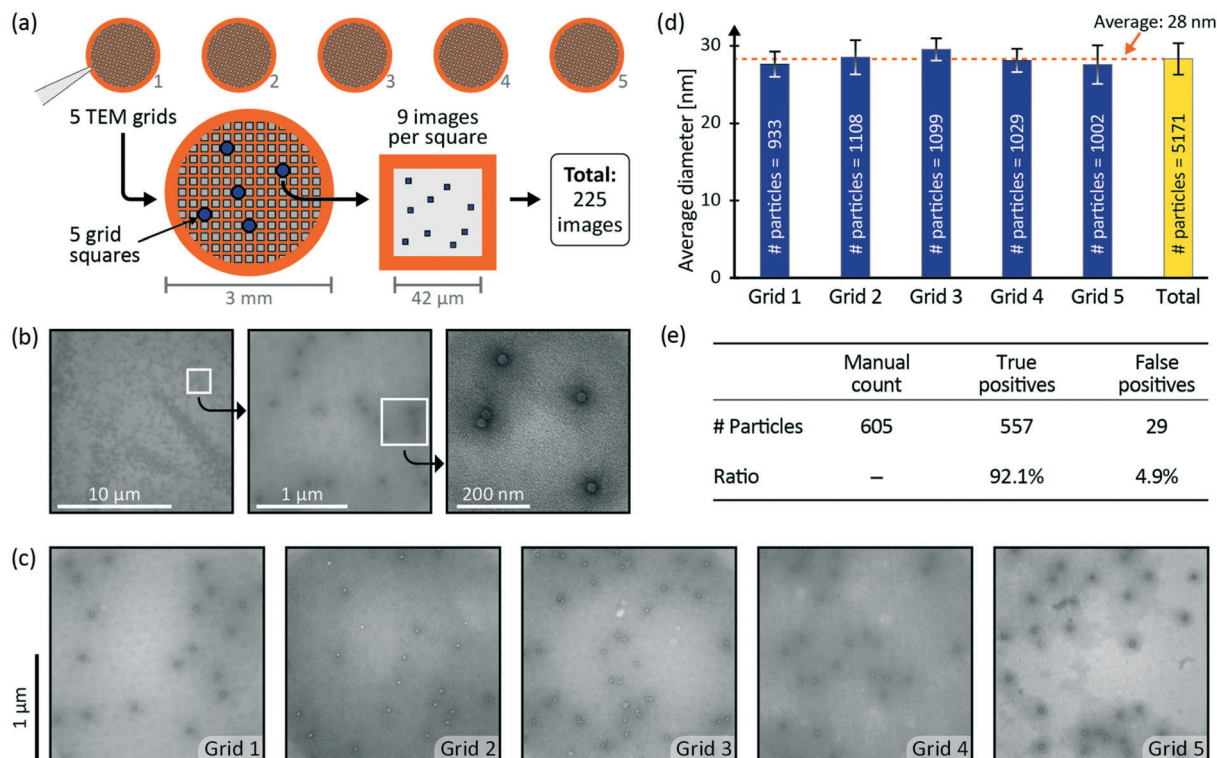 (a)
1
2
3
4
5
5 TEM grids
9 images
per square
5 grid
squares
Total:
225
images
3 mm
42 µm
(b)
10 µm
1 µm
200 nm
(c)
1 µm
Grid 1
Grid 2
Grid 3
Grid 4
Grid 5
(d)
Average: 28 nm
Average diameter [nm]
30
20
10
0
# particles = 933
# particles = 1108
# particles = 1099
# particles = 1029
# particles = 1002
# particles = 5171
Grid 1
Grid 2
Grid 3
Grid 4
Grid 5
Total
(e)
Manual count
True positives
False positives
# Particles
605
557
29
Ratio
–
92.1%
4.9%